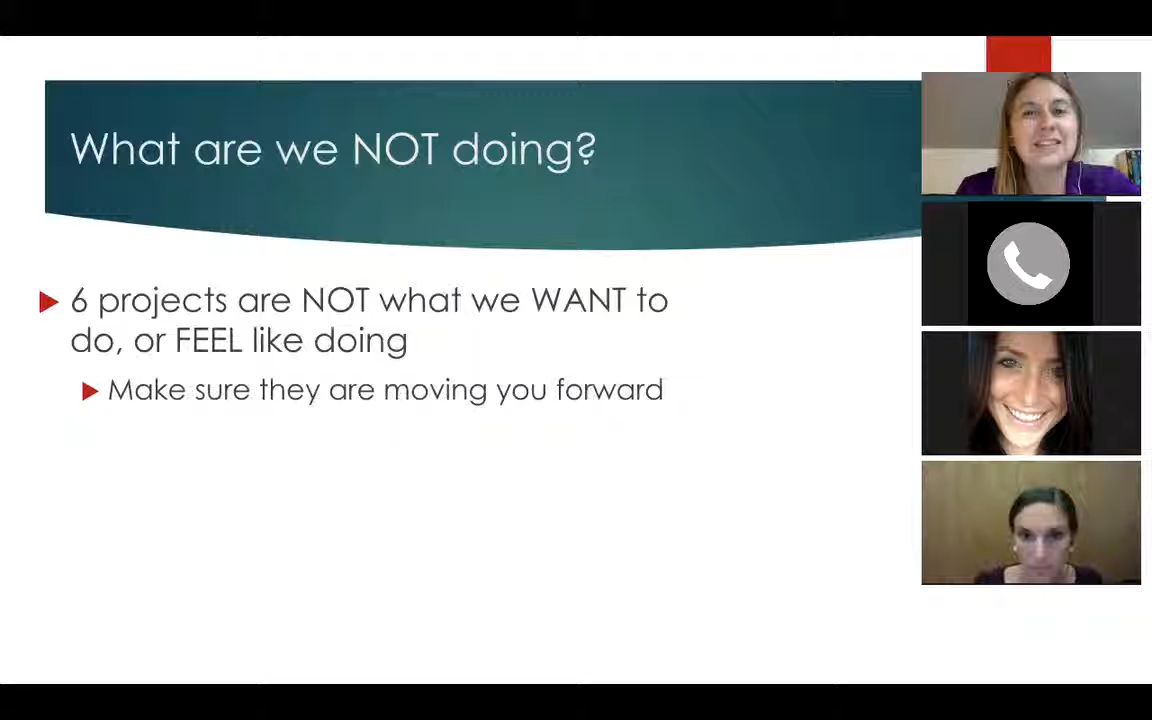 What are we NOT doing?
6 projects are NOT what we WANT to
do, or FEEL like doing
Make sure they are moving you forward